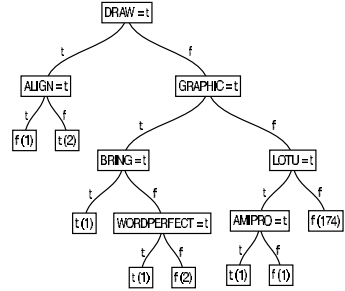 DRAW = t
t f
ALIGN = t GRAPHIC = t
t f t f
f (1) t (2) BRING = t LOTU = t
t f t f
t (1) WORDPERFECT = t AMIPRO = t f (174)
t f t f
t (1) f (2) t (1) f (1)